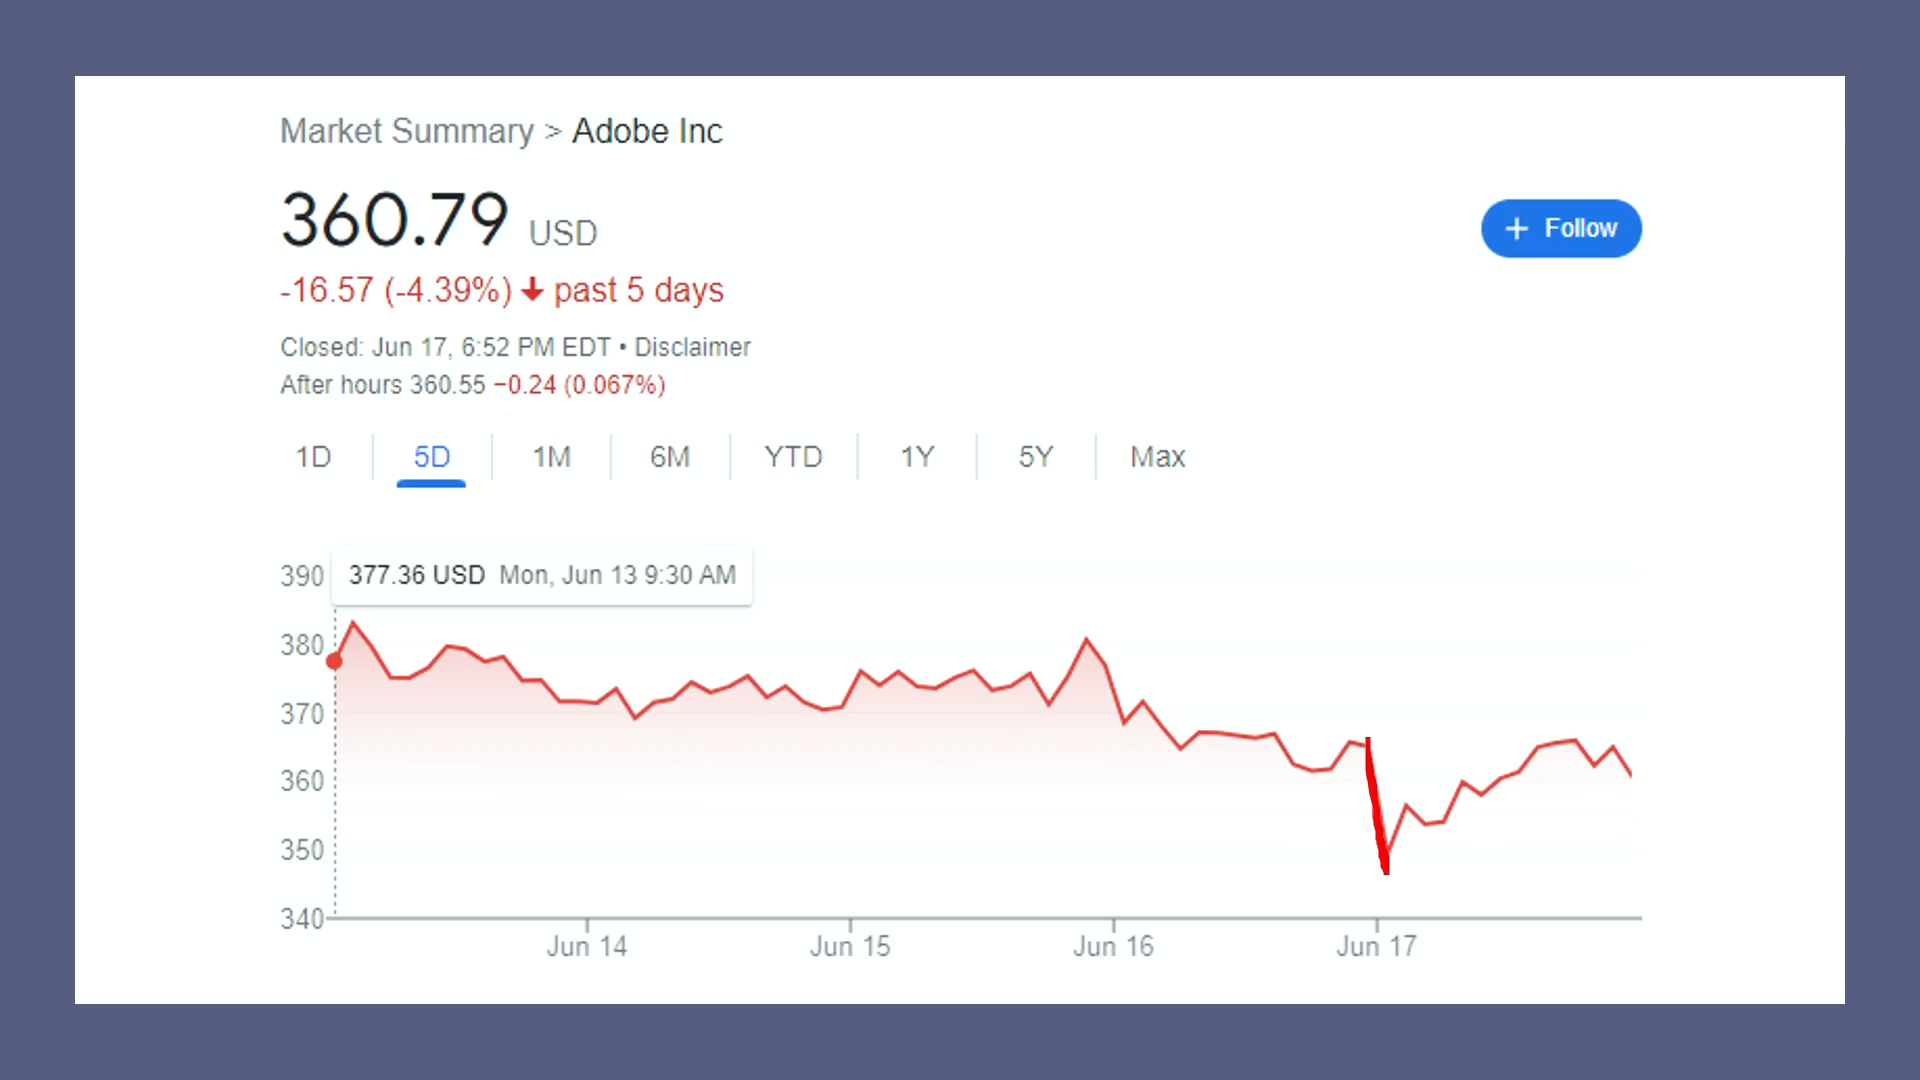 Market Summary > Adobe Inc
360.79 USD
+ Follow
-16.57 (-4.39%) ↓ past 5 days
Closed: Jun 17, 6:52 PM EDT • Disclaimer
After hours 360.55 −0.24 (0.067%)
1D 5D 1M 6M YTD 1Y 5Y Max
390 377.36 USD Mon, Jun 13 9:30 AM
380
370
360
350
340
Jun 14 Jun 15 Jun 16 Jun 17